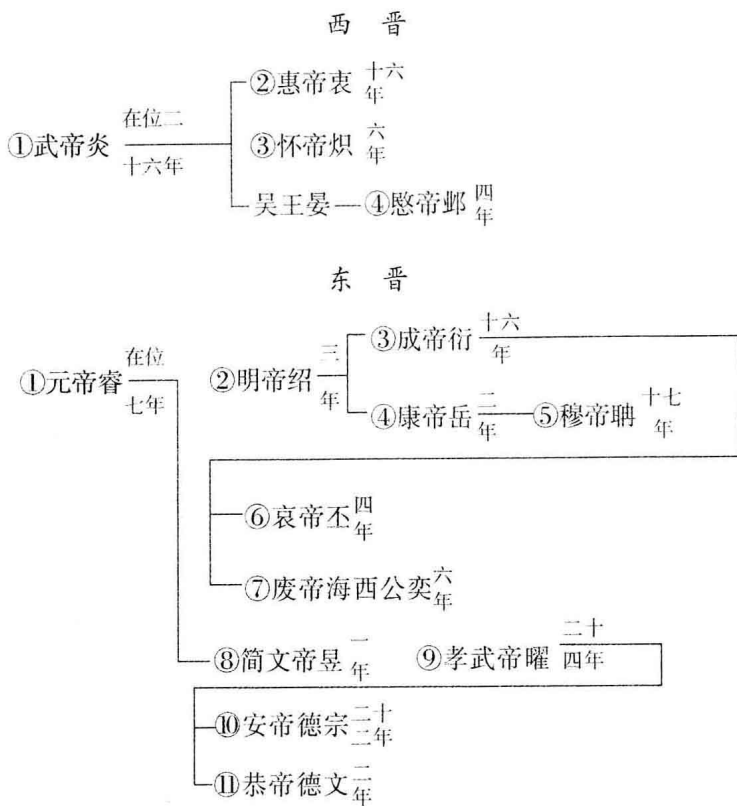 西 晋
②惠帝衷 十六年
①武帝炎 在位二十六年
③怀帝炽 六年
吴王晏 ④愍帝邺 四年
东 晋
③成帝衍 十六年
①元帝睿 在位七年 ②明帝绍 三年
④康帝岳 二年 ⑤穆帝聃 十七年
⑥哀帝丕 四年
⑦废帝海西公奕 六年
⑧简文帝昱 一年 ⑨孝武帝曜 二十四年
⑩安帝德宗 二十二年
⑪恭帝德文 二年